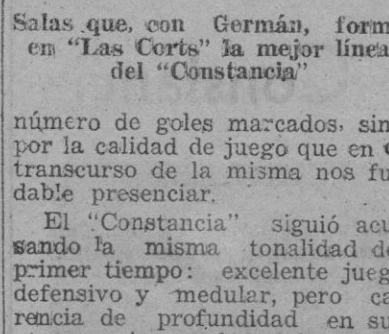 Salas que, con Germán, form
en "Las Corts" la mejor línea
del "Constancia"
número de goles marcados, sin
por la calidad de juego que en
transcurso de la misma nos fu
dable presenciar.
El "Constancia" siguió acu
sando la misma tonalidad de
primer tiempo: excelente jueg
defensivo y medular, pero ca
rencia de profundidad en su